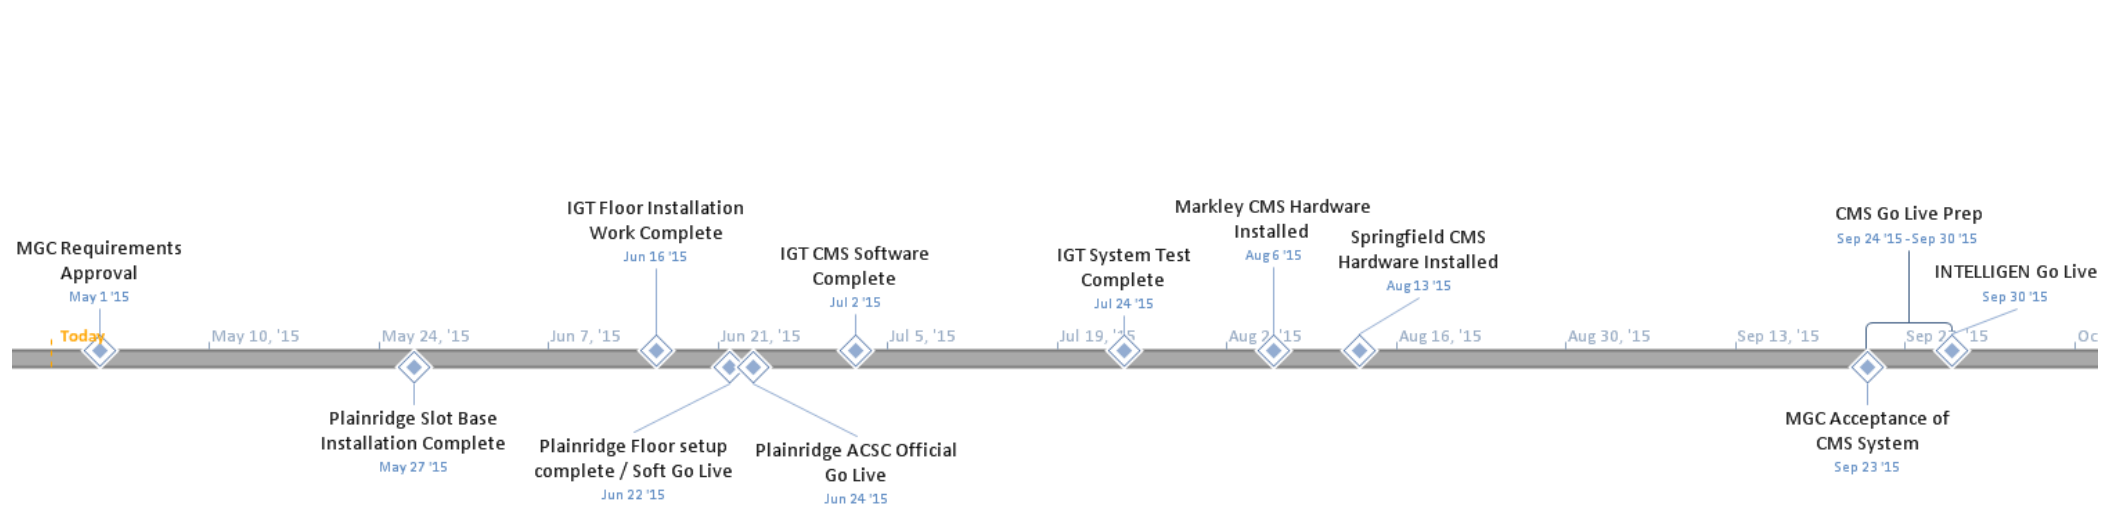 IGT Floor Installation
Work Complete
Jun 16 '15
Markley CMS Hardware
Installed
Aug 6 '15
CMS Go Live Prep
Sep 24 '15 - Sep 30 '15
MGC Requirements
Approval
May 1 '15
IGT CMS Software
Complete
Jul 2 '15
IGT System Test
Complete
Jul 24 '15
Springfield CMS
Hardware Installed
Aug 13 '15
INTELLIGEN Go Live
Sep 30 '15
Today
May 10, '15
May 24, '15
Jun 7, '15
Jun 21, '15
Jul 5, '15
Jul 19, '15
Aug 2, '15
Aug 16, '15
Aug 30, '15
Sep 13, '15
Sep 27, '15
Oc
Plainridge Slot Base
Installation Complete
May 27 '15
Plainridge Floor setup
complete / Soft Go Live
Jun 22 '15
Plainridge ACSC Official
Go Live
Jun 24 '15
MGC Acceptance of
CMS System
Sep 23 '15